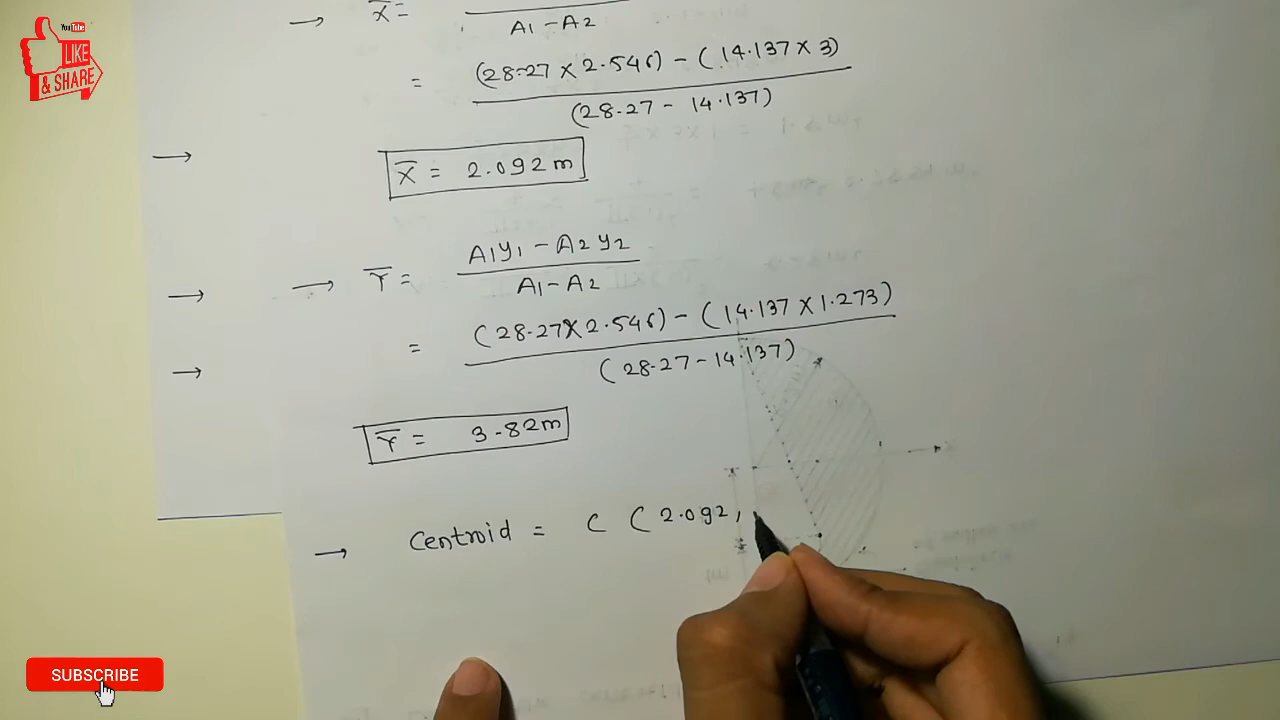 YouTube
LIKE
& SHARE
→ X̄ =
A1 - A2
= (28.27 × 2.546) - (14.137 × 3)
(28.27 - 14.137)
→ X̄ = 2.092 m
→ → Ȳ = A1y1 - A2y2
A1 - A2
= (28.27 × 2.546) - (14.137 × 1.273)
(28.27 - 14.137)
→
Ȳ = 3.82m
→ Centroid = C ( 2.092,
SUBSCRIBE